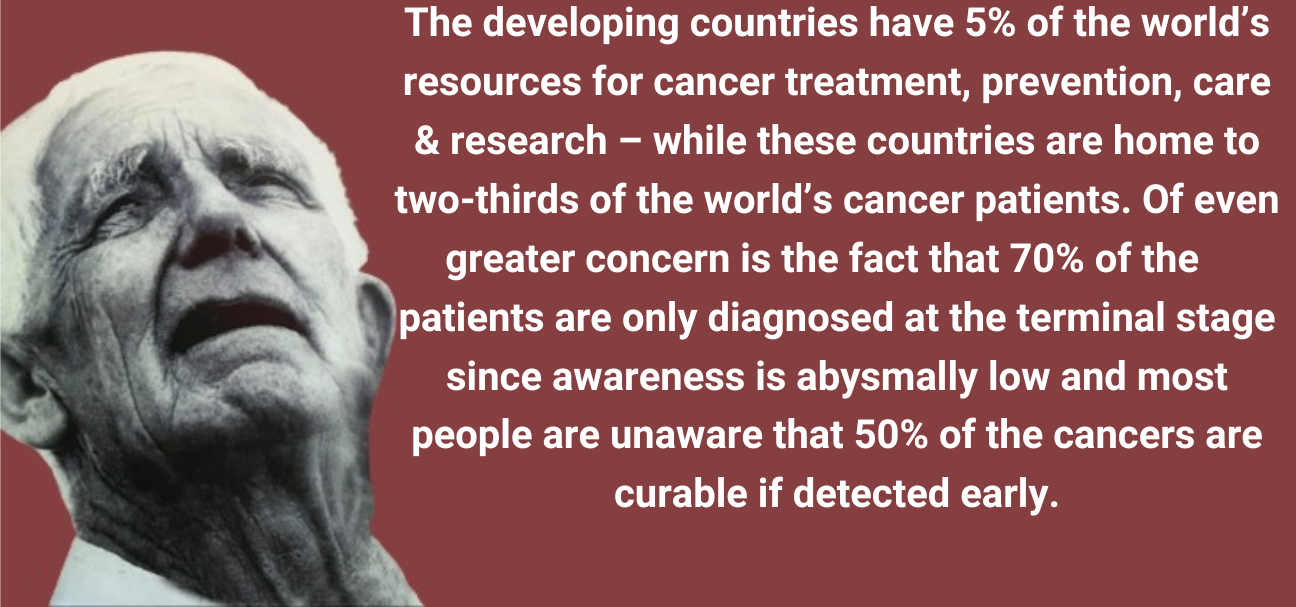 The developing countries have 5% of the world’s
resources for cancer treatment, prevention, care
& research – while these countries are home to
two-thirds of the world’s cancer patients. Of even
greater concern is the fact that 70% of the
patients are only diagnosed at the terminal stage
since awareness is abysmally low and most
people are unaware that 50% of the cancers are
curable if detected early.